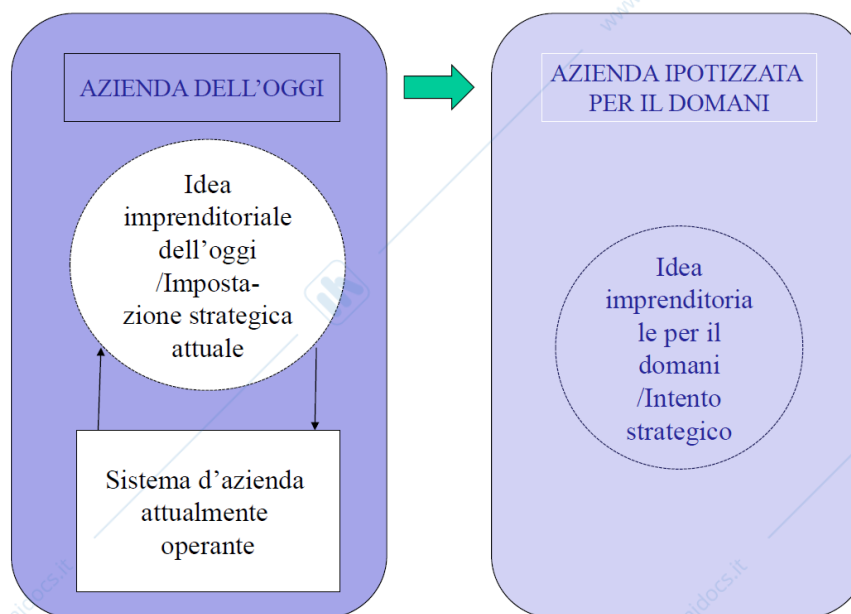 AZIENDA DELL'OGGI
Idea
imprenditoriale
dell'oggi
/Imposta-
zione strategica
attuale
Sistema d'azienda
attualmente
operante
AZIENDA IPOTIZZATA
PER IL DOMANI
Idea
imprenditoria
le per il
domani
/Intento
strategico